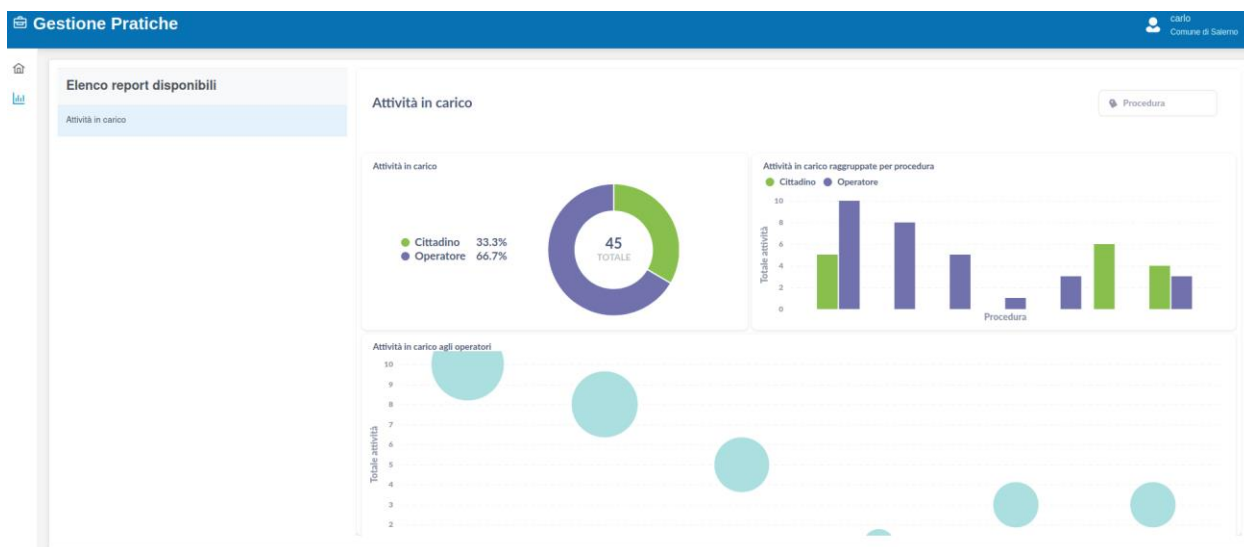 Gestione Pratiche
carlo
Comune di Salerno
Elenco report disponibili
Attività in carico
Attività in carico
Procedura
Attività in carico
Cittadino 33.3%
Operatore 66.7%
45
TOTALE
Attività in carico raggruppate per procedura
Cittadino Operatore
Totale attività
10
8
6
4
2
0
Procedura
Attività in carico agli operatori
Totale attività
10
9
8
7
6
5
4
3
2